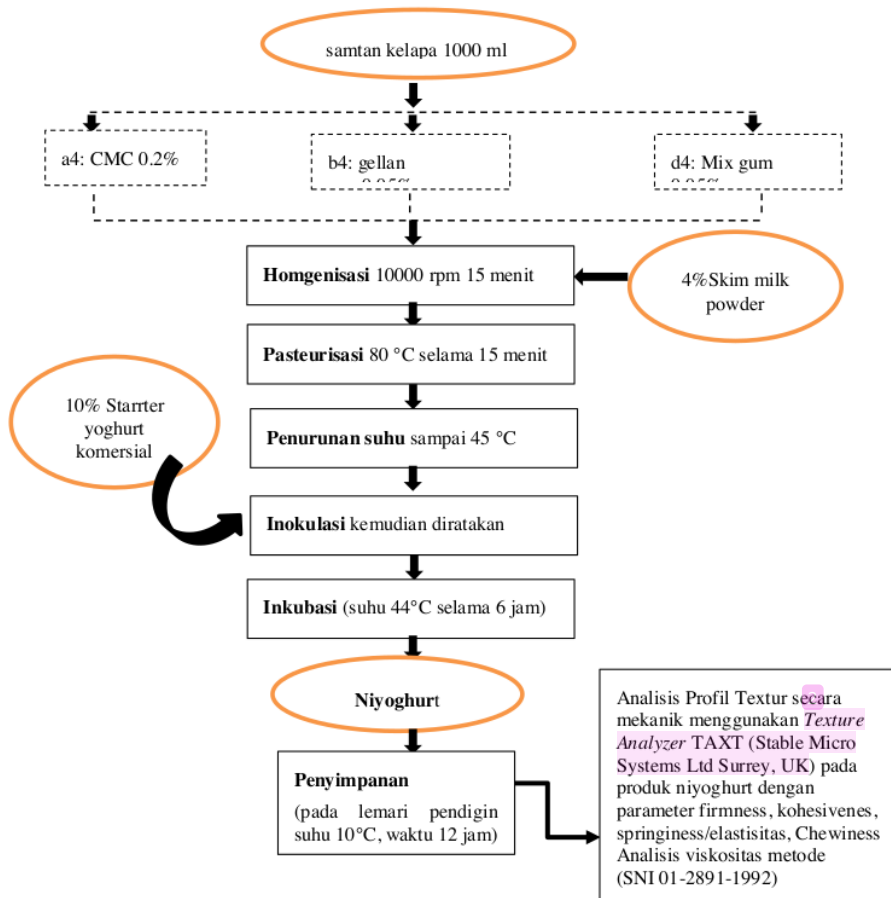 samtan kelapa 1000 ml
a4: CMC 0.2%
b4: gellan
d4: Mix gum
Homgenisasi 10000 rpm 15 menit
4%Skim milk
powder
Pasteurisasi 80 °C selama 15 menit
10% Starrter
yoghurt
komersial
Penurunan suhu sampai 45 °C
Inokulasi kemudian diratakan
Inkubasi (suhu 44°C selama 6 jam)
Niyoghurt
Penyimpanan
(pada lemari pendigin
suhu 10°C, waktu 12 jam)
Analisis Profil Textur secara
mekanik menggunakan Texture
Analyzer TAXT (Stable Micro
Systems Ltd Surrey, UK) pada
produk niyoghurt dengan
parameter firmness, kohesivenes,
springiness/elastisitas, Chewiness
Analisis viskositas metode
(SNI 01-2891-1992)